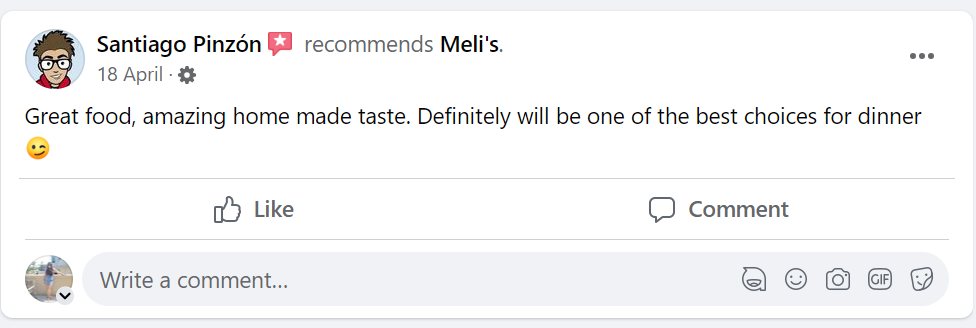 Santiago Pinzón recommends Meli's.
18 April ·
Great food, amazing home made taste. Definitely will be one of the best choices for dinner
😉
Like Comment
Write a comment...
GIF